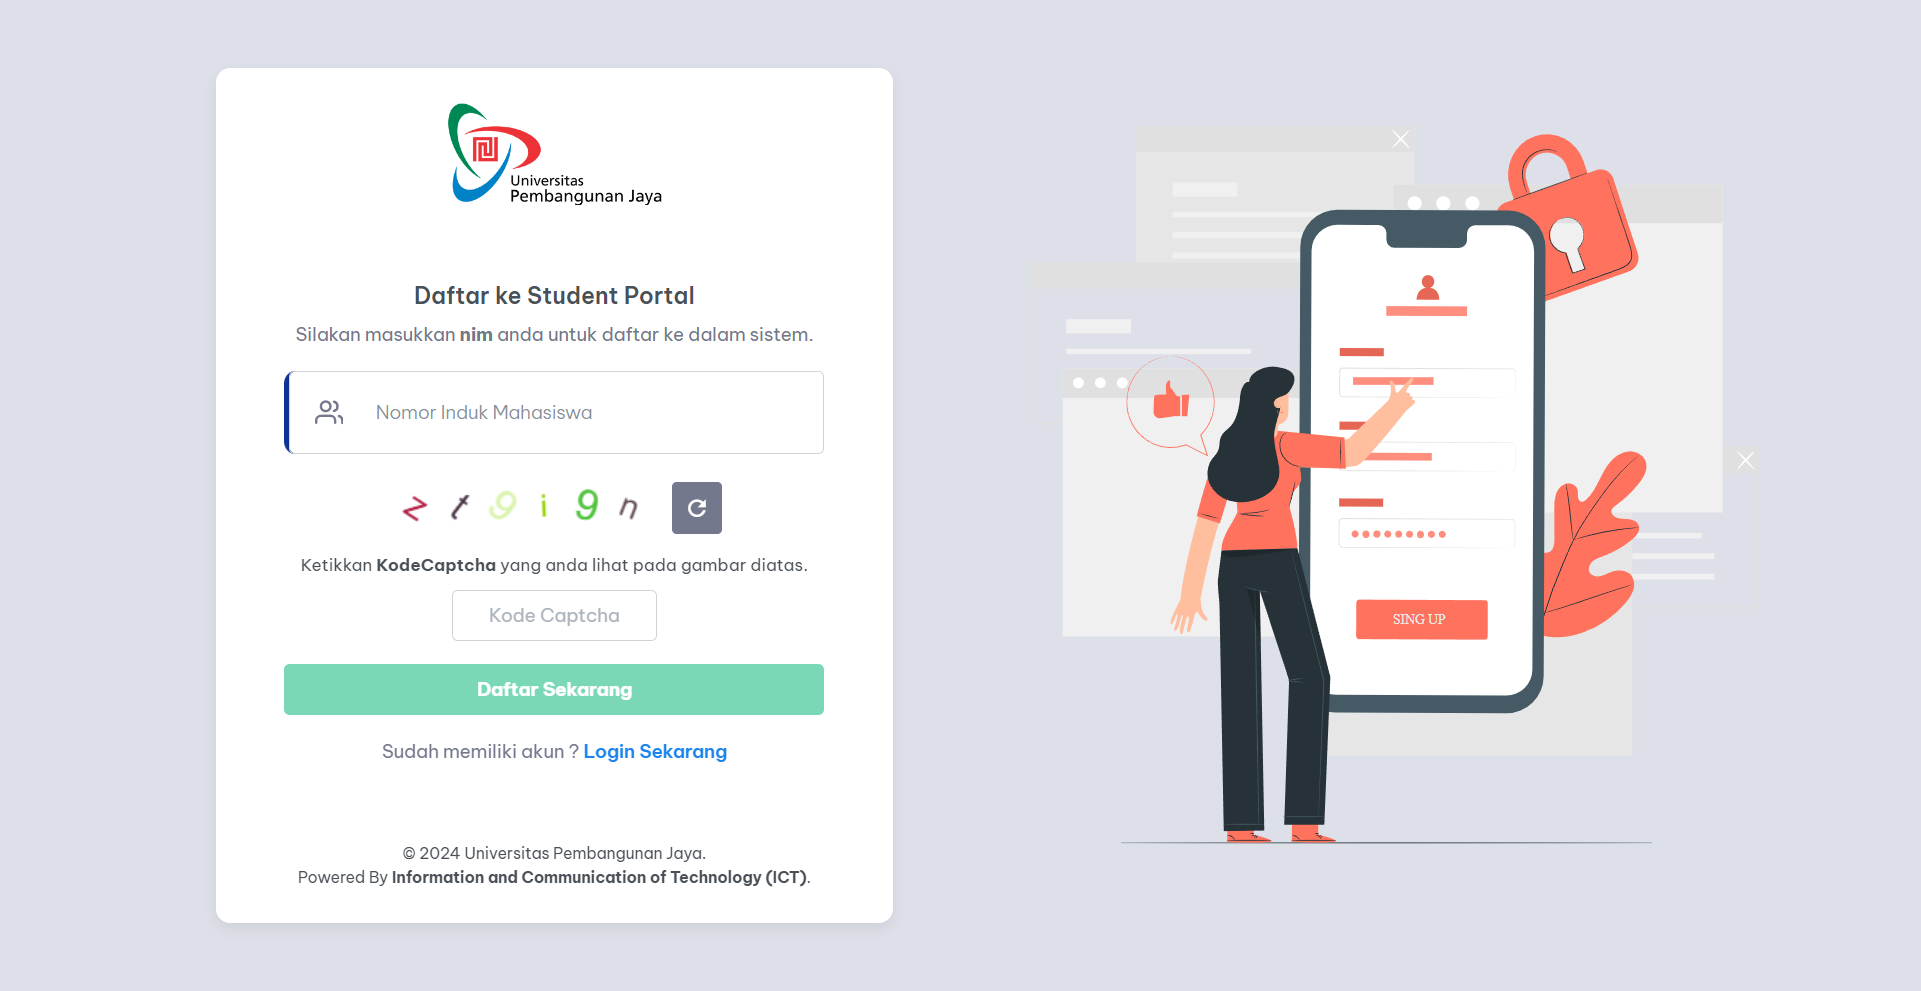 Universitas
Pembangunan Jaya
Daftar ke Student Portal
Silakan masukkan nim anda untuk daftar ke dalam sistem.
Nomor Induk Mahasiswa
z t 9 i 9 n
Ketikkan KodeCaptcha yang anda lihat pada gambar diatas.
Kode Captcha
Daftar Sekarang
Sudah memiliki akun ? Login Sekarang
© 2024 Universitas Pembangunan Jaya.
Powered By Information and Communication of Technology (ICT).
SING UP